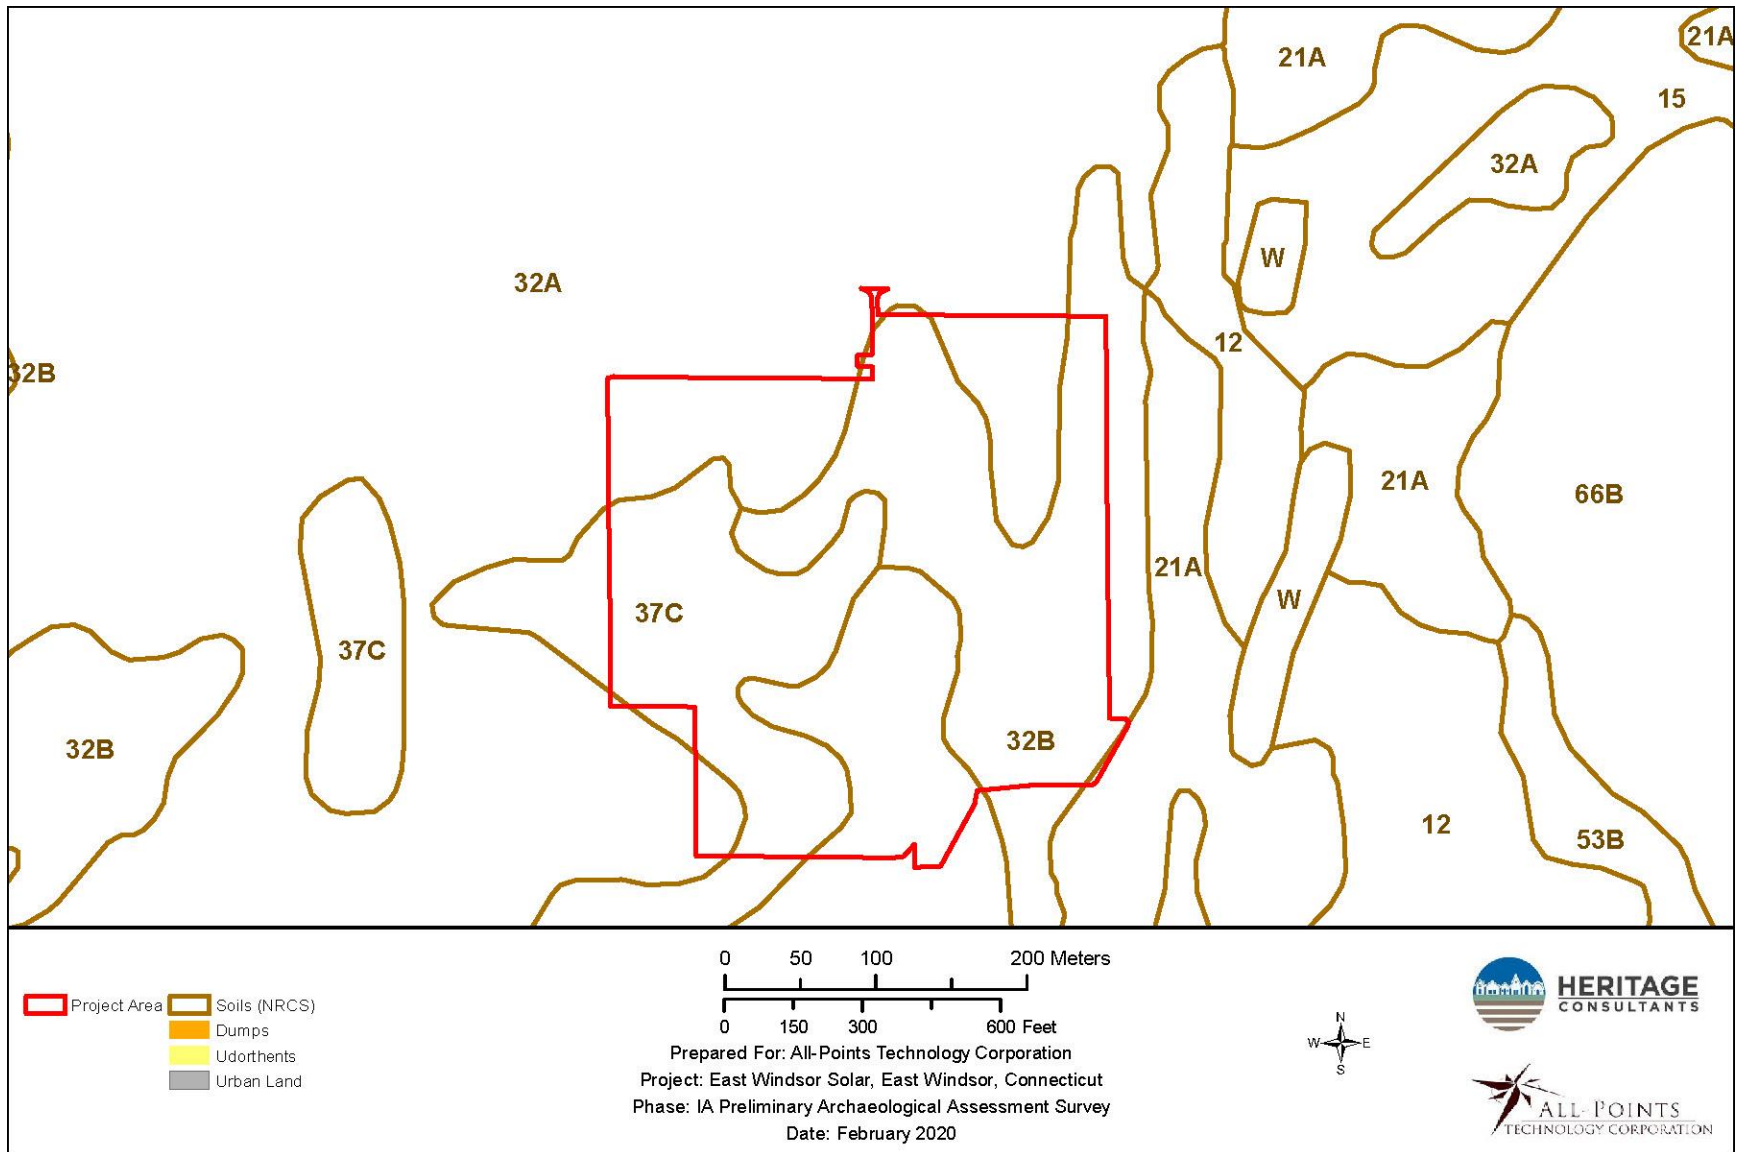 21A
21A
15
32A
W
32A
12
32B
21A
66B
21A
W
37C
37C
32B
32B
12
53B
0 50 100 200 Meters
0 150 300 600 Feet
Project Area
Soils (NRCS)
Dumps
Udorthents
Urban Land
Prepared For: All-Points Technology Corporation
Project: East Windsor Solar, East Windsor, Connecticut
Phase: IA Preliminary Archaeological Assessment Survey
Date: February 2020
N
W E
S
HERITAGE
CONSULTANTS
ALL-POINTS
TECHNOLOGY CORPORATION